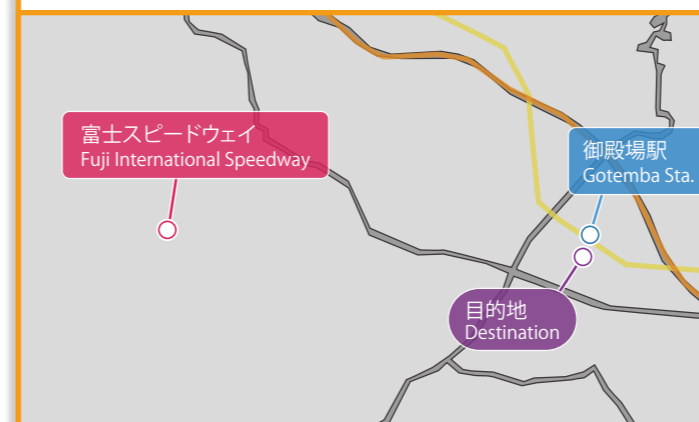 富士スピードウェイ
Fuji International Speedway
御殿場駅
Gotemba Sta.
目的地
Destination